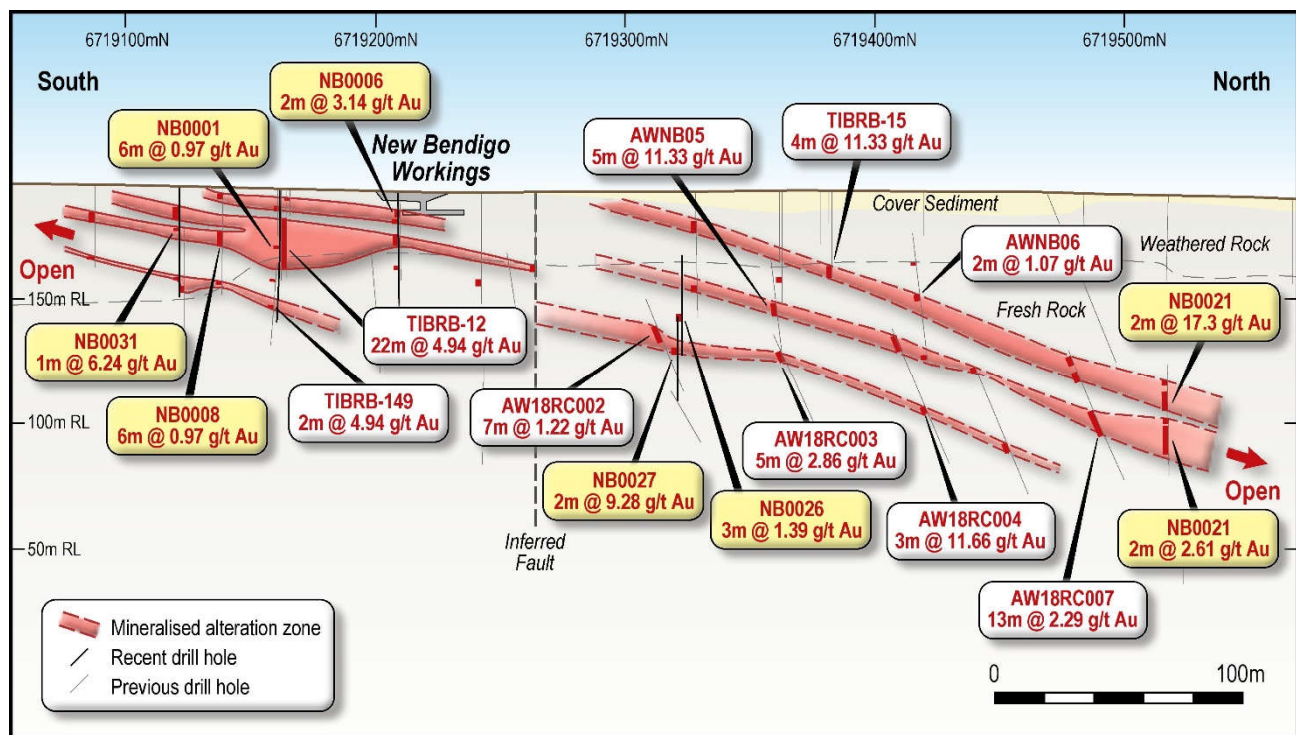 6719100mN
6719200mN
6719300mN
6719400mN
6719500mN
South
North
NB0006
2m @ 3.14 g/t Au
NB0001
6m @ 0.97 g/t Au
New Bendigo
Workings
AWNB05
5m @ 11.33 g/t Au
TIBRB-15
4m @ 11.33 g/t Au
Cover Sediment
Weathered Rock
AWNB06
2m @ 1.07 g/t Au
Fresh Rock
Open
150m RL
NB0021
2m @ 17.3 g/t Au
NB0031
1m @ 6.24 g/t Au
TIBRB-12
22m @ 4.94 g/t Au
NB0008
6m @ 0.97 g/t Au
TIBRB-149
2m @ 4.94 g/t Au
AW18RC002
7m @ 1.22 g/t Au
100m RL
AW18RC003
5m @ 2.86 g/t Au
NB0027
2m @ 9.28 g/t Au
NB0026
3m @ 1.39 g/t Au
AW18RC004
3m @ 11.66 g/t Au
Open
NB0021
2m @ 2.61 g/t Au
50m RL
Inferred
Fault
AW18RC007
13m @ 2.29 g/t Au
Mineralised alteration zone
Recent drill hole
Previous drill hole
0
100m